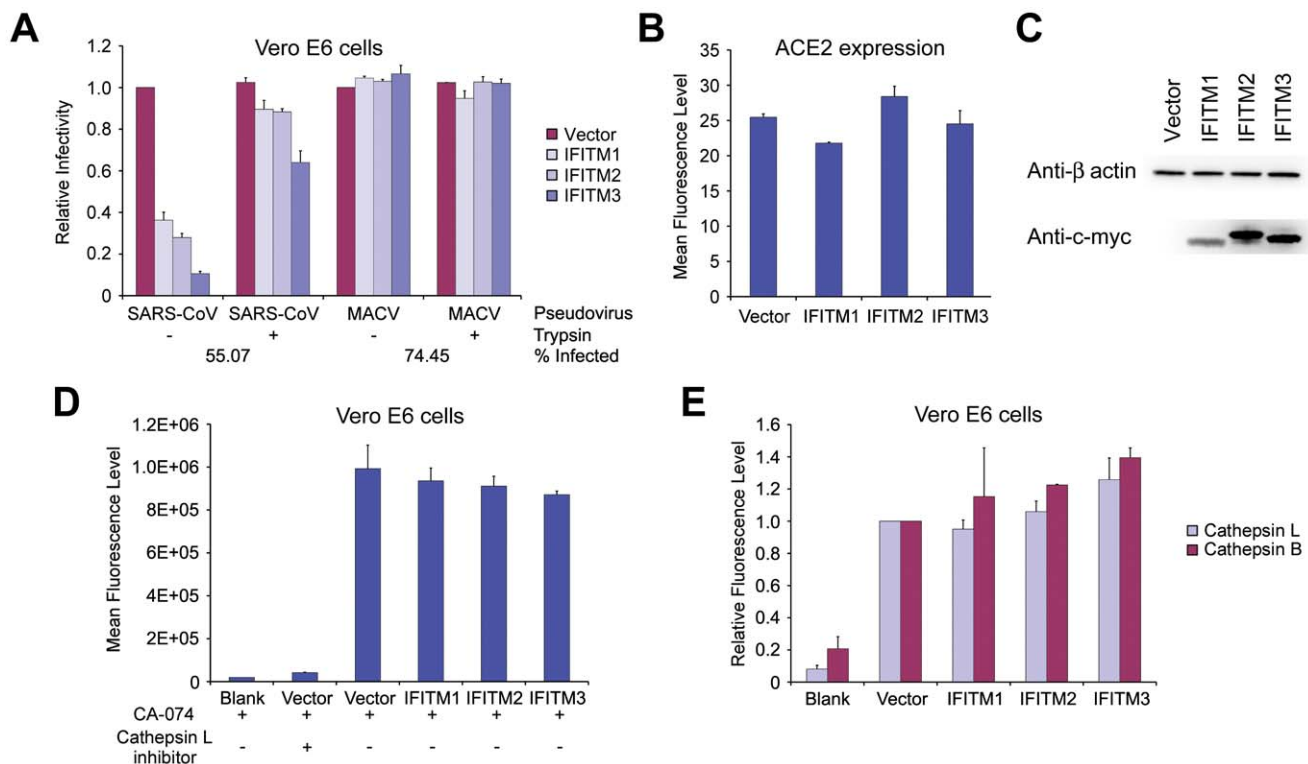 A
Vero E6 cells
Relative Infectivity
1.2
1.0
0.8
0.6
0.4
0.2
0
Vector
IFITM1
IFITM2
IFITM3
SARS-CoV SARS-CoV MACV MACV Pseudovirus
- + - + Trypsin
55.07 74.45 % Infected
B
ACE2 expression
Mean Fluorescence Level
35
30
25
20
15
10
5
0
Vector IFITM1 IFITM2 IFITM3
C
Vector
IFITM1
IFITM2
IFITM3
Anti-β actin
Anti-c-myc
D
Vero E6 cells
Mean Fluorescence Level
1.2E+06
1.0E+06
8E+05
6E+05
4E+05
2E+05
0
Blank Vector Vector IFITM1 IFITM2 IFITM3
CA-074 + + + + + +
Cathepsin L
inhibitor - + - - - -
E
Vero E6 cells
Relative Fluorescence Level
1.6
1.4
1.2
1.0
0.8
0.6
0.4
0.2
0
Blank Vector IFITM1 IFITM2 IFITM3
Cathepsin L
Cathepsin B